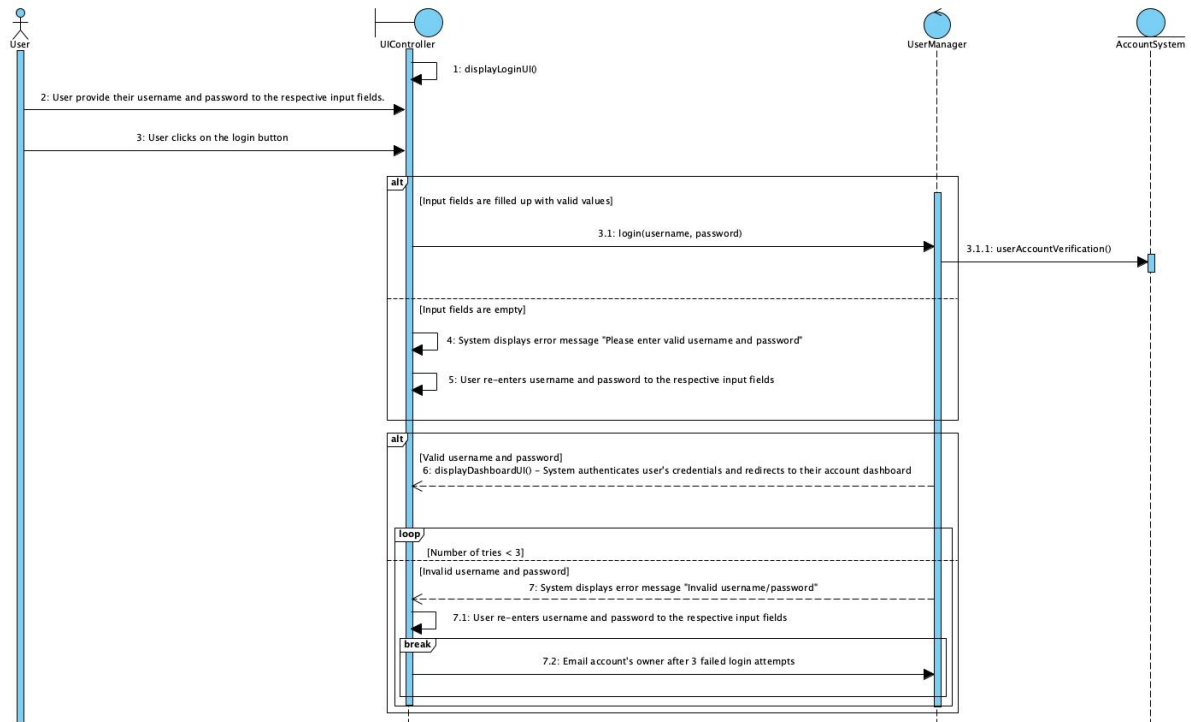 User
UIController
UserManager
AccountSystem
1: displayLoginUI()
2: User provide their username and password to the respective input fields.
3: User clicks on the login button
alt
[Input fields are filled up with valid values]
3.1: login(username, password)
3.1.1: userAccountVerification()
[Input fields are empty]
4: System displays error message "Please enter valid username and password"
5: User re-enters username and password to the respective input fields
alt
[Valid username and password]
6: displayDashboardUI() - System authenticates user's credentials and redirects to their account dashboard
loop
[Number of tries < 3]
[Invalid username and password]
7: System displays error message "Invalid username/password"
7.1: User re-enters username and password to the respective input fields
break
7.2: Email account's owner after 3 failed login attempts